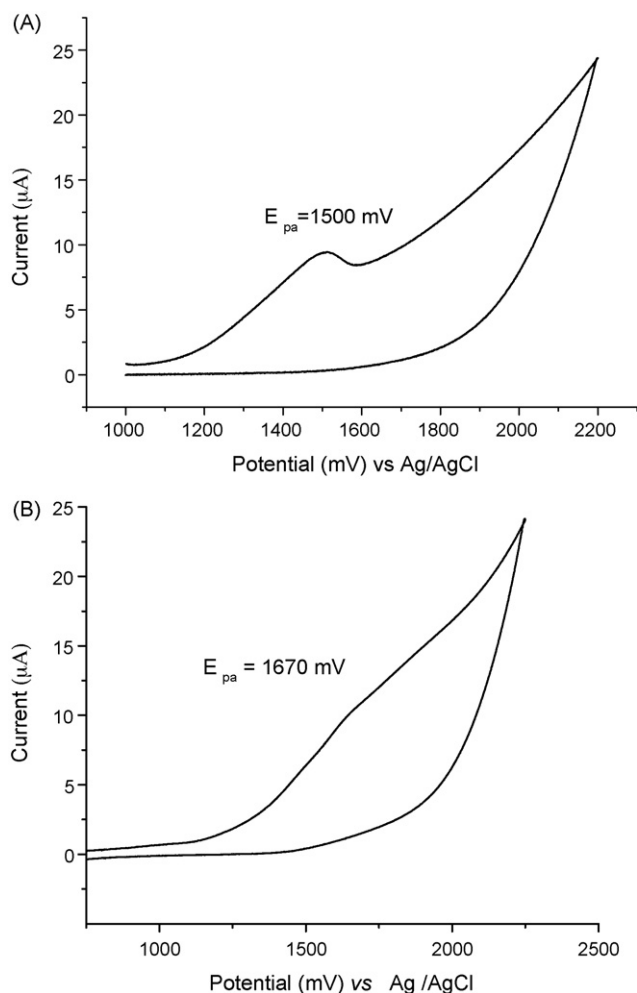 (A)
25
20
15
10
5
0
Current (μA)
E pa=1500 mV
1000 1200 1400 1600 1800 2000 2200
Potential (mV) vs Ag/AgCl
(B)
25
20
15
10
5
0
Current (μA)
E pa = 1670 mV
1000 1500 2000 2500
Potential (mV) vs Ag /AgCl